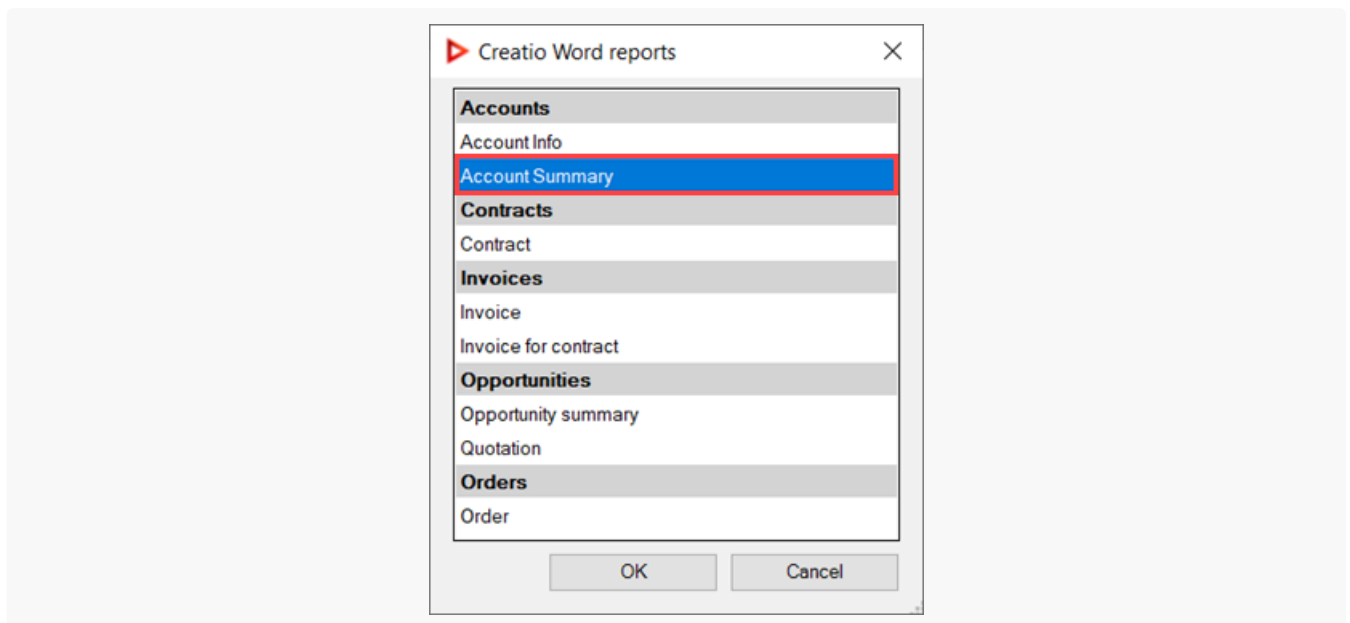 Creatio Word reports
Accounts
Account Info
Account Summary
Contracts
Contract
Invoices
Invoice
Invoice for contract
Opportunities
Opportunity summary
Quotation
Orders
Order
OK Cancel